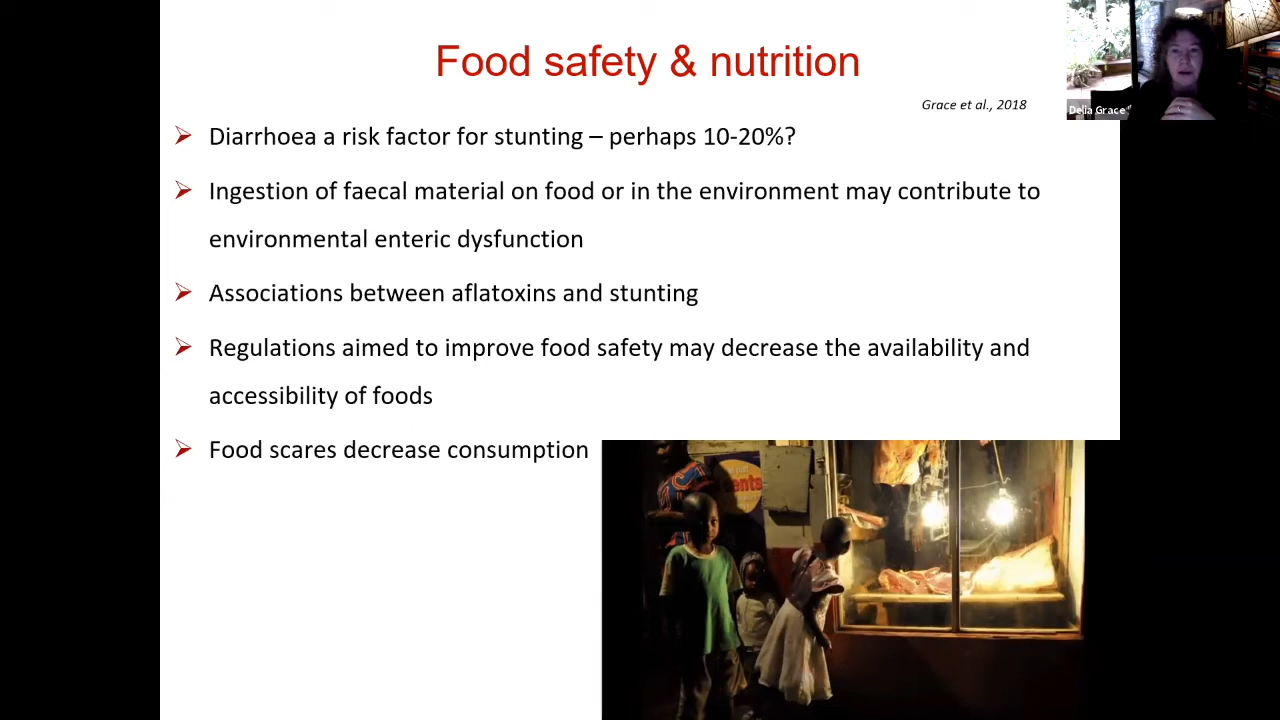 Food safety & nutrition
Grace et al., 2018
Delia Grace
Diarrhoea a risk factor for stunting – perhaps 10-20%?
Ingestion of faecal material on food or in the environment may contribute to
environmental enteric dysfunction
Associations between aflatoxins and stunting
Regulations aimed to improve food safety may decrease the availability and
accessibility of foods
Food scares decrease consumption